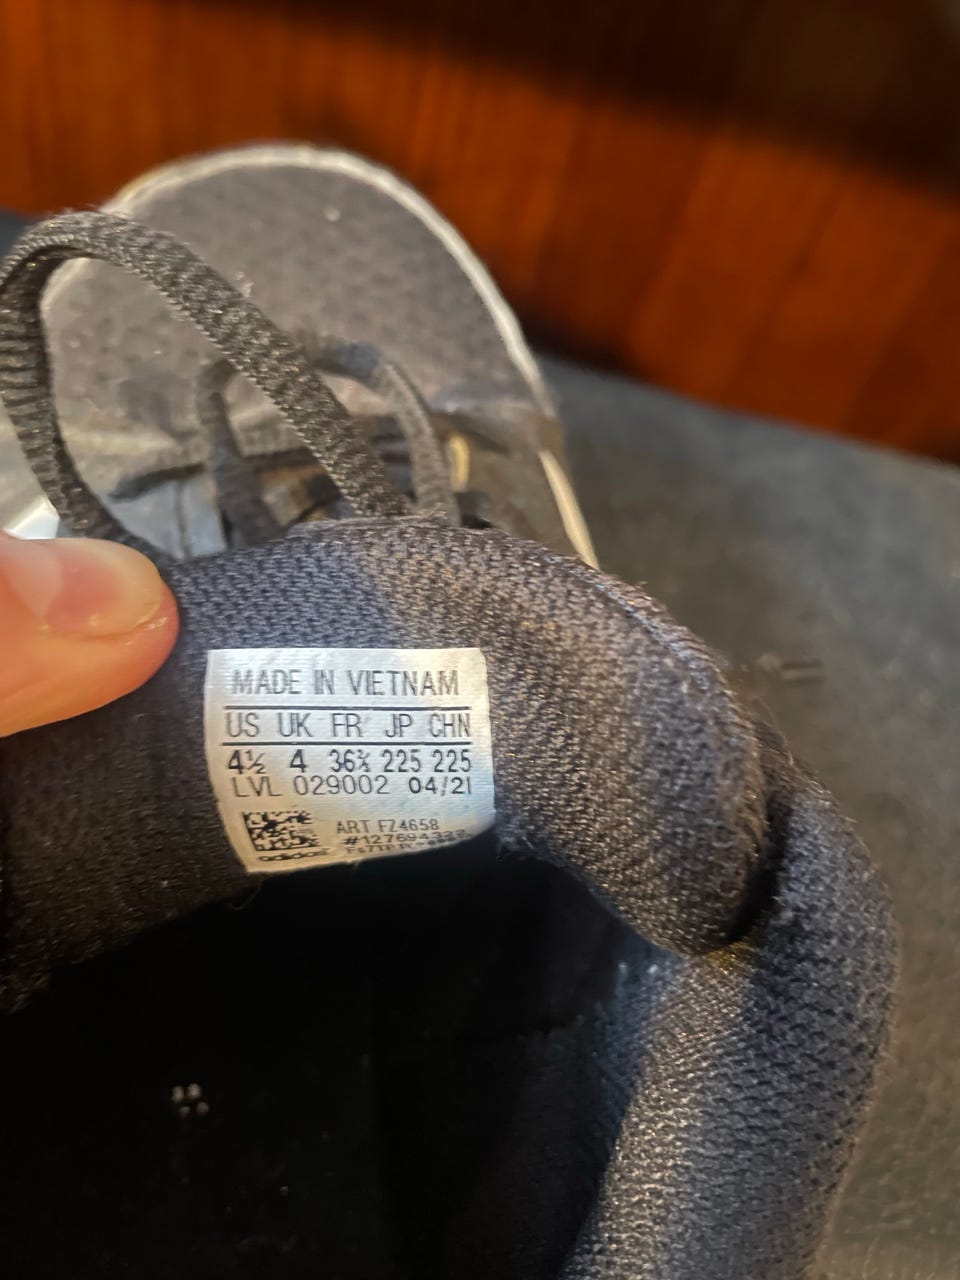 MADE IN VIETNAM
US UK FR JP CHN
4½ 4 36⅔ 225 225
LVL 029002 04/21
ART FZ4658
adidas